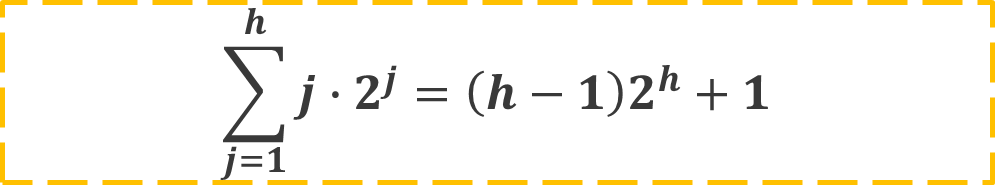 ∑_{j=1}^{h} j · 2^j = (h − 1)2^h + 1